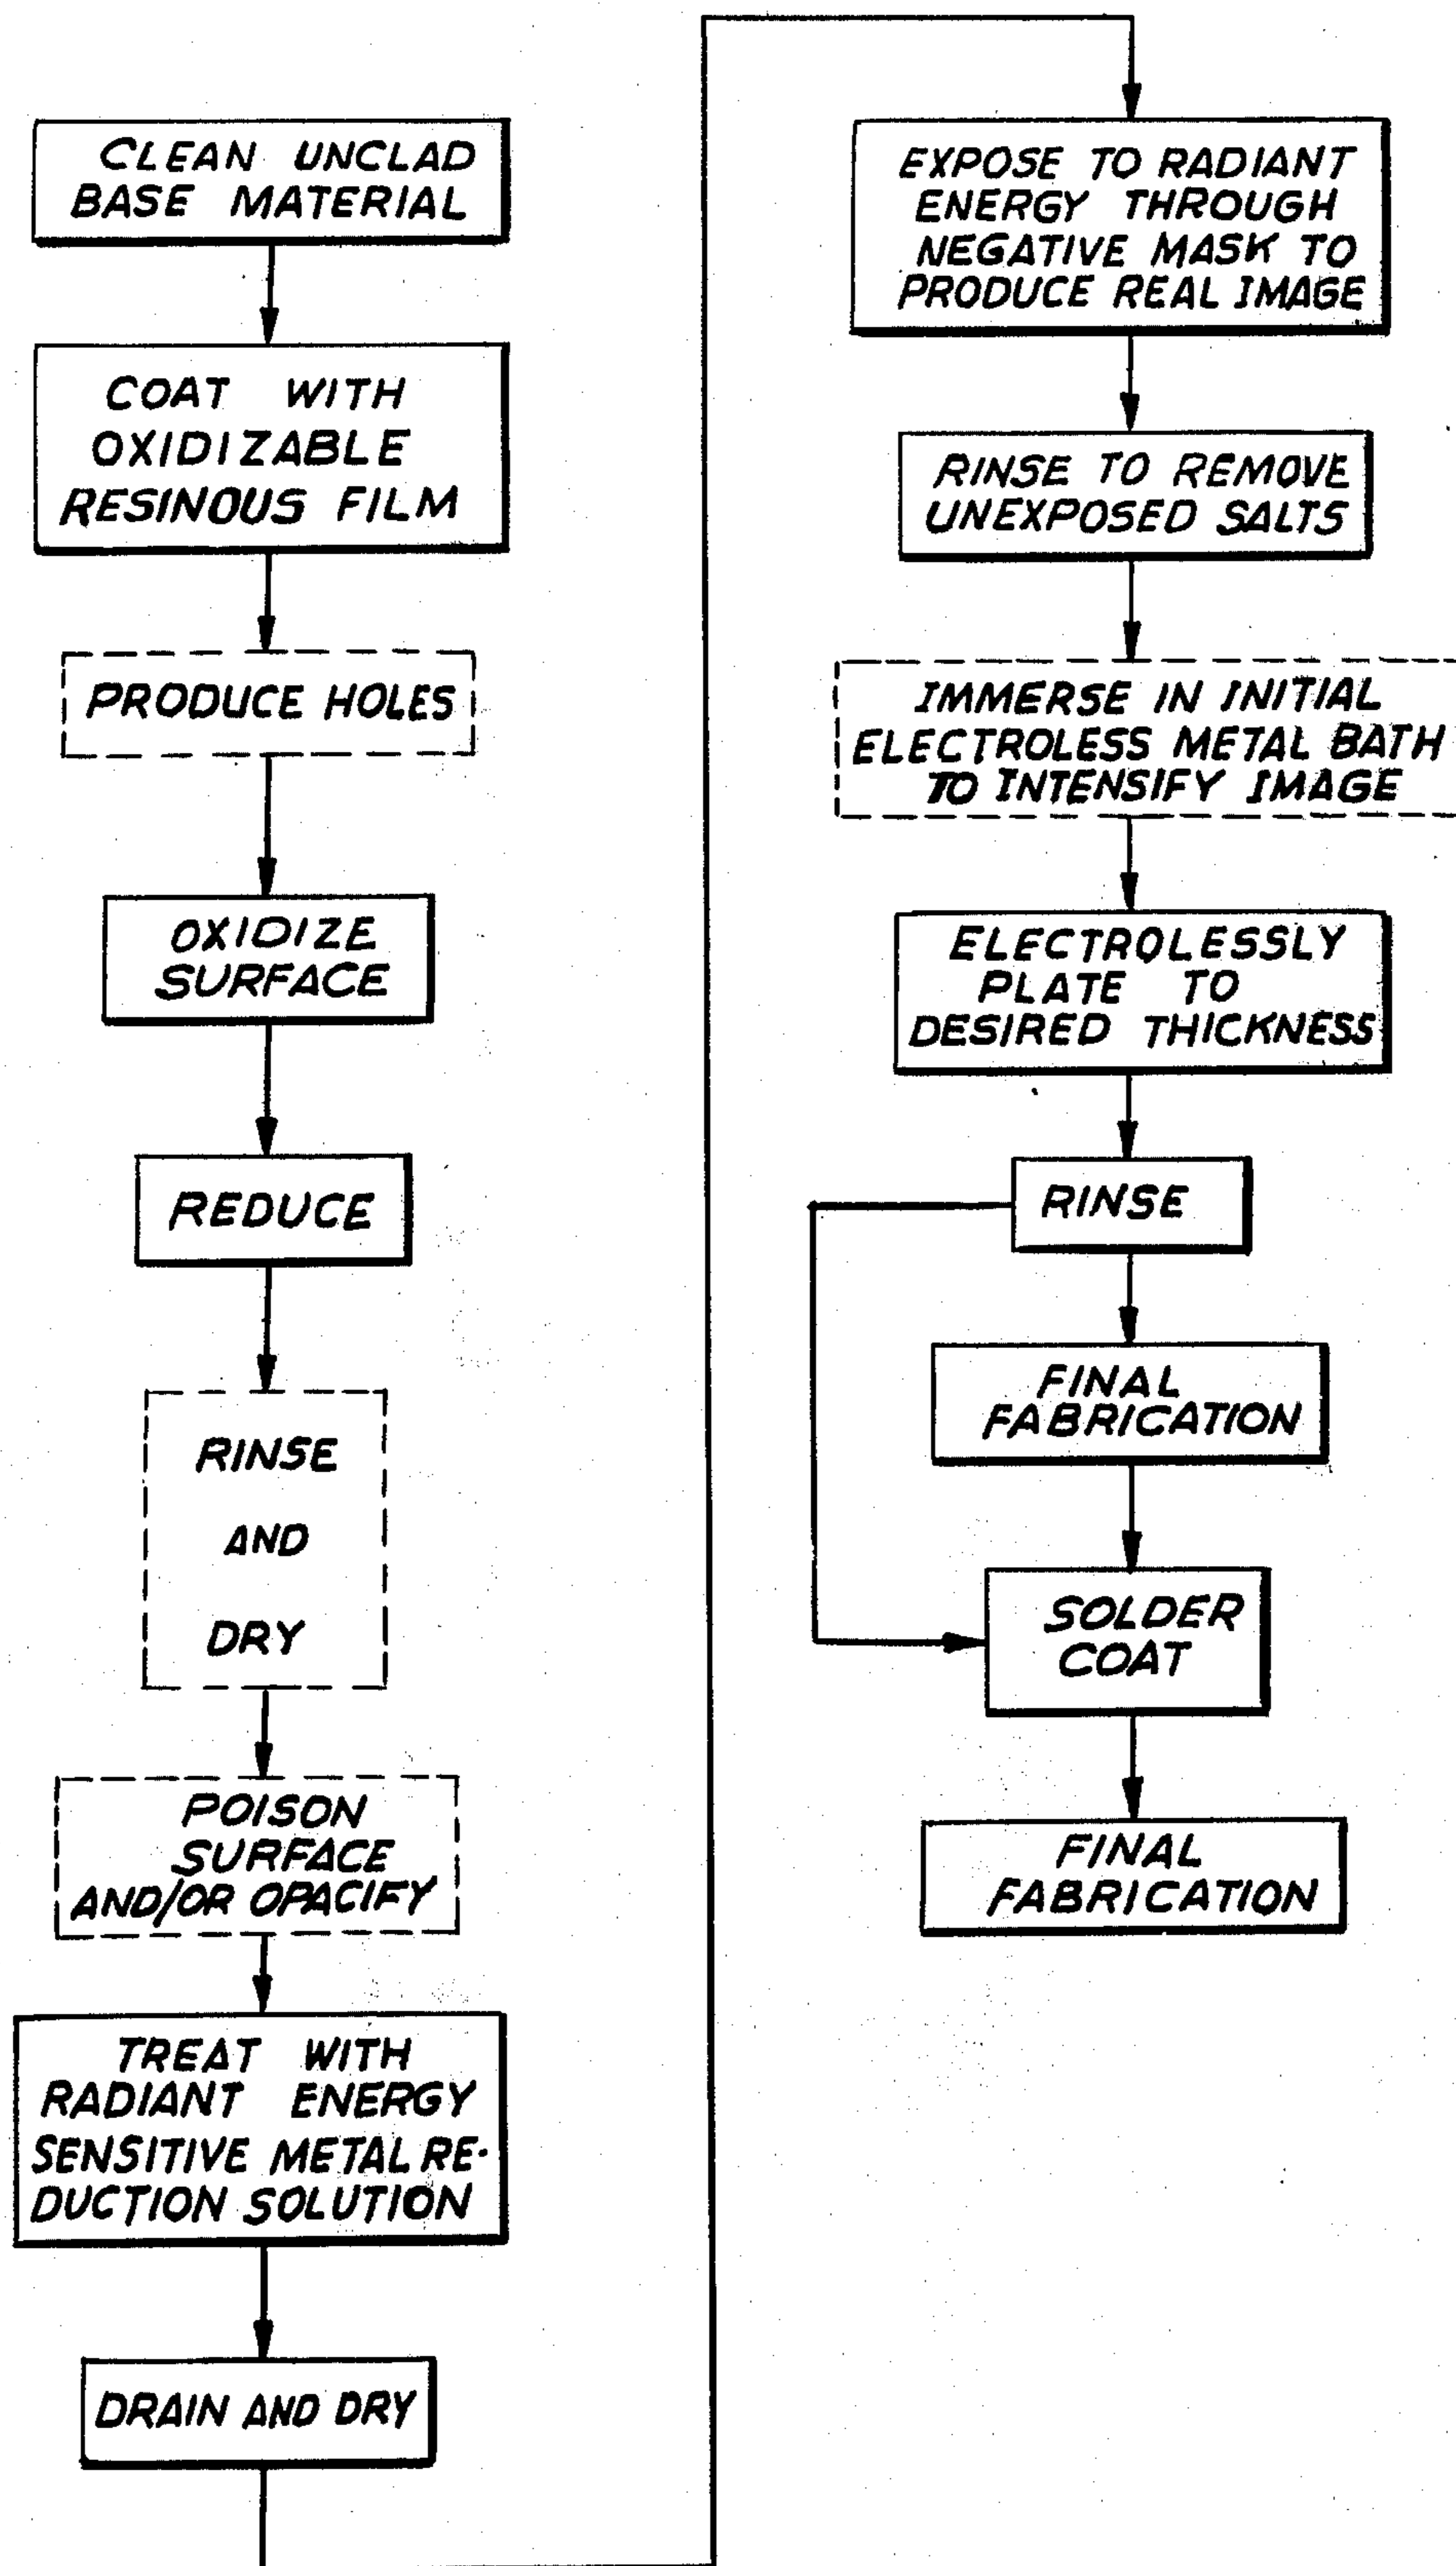 CLEAN UNCLAD
BASE MATERIAL
COAT WITH
OXIDIZABLE
RESINOUS FILM
PRODUCE HOLES
OXIDIZE
SURFACE
REDUCE
RINSE
AND
DRY
POISON
SURFACE
AND/OR OPACIFY
TREAT WITH
RADIANT ENERGY
SENSITIVE METAL RE-
DUCTION SOLUTION
DRAIN AND DRY
EXPOSE TO RADIANT
ENERGY THROUGH
NEGATIVE MASK TO
PRODUCE REAL IMAGE
RINSE TO REMOVE
UNEXPOSED SALTS
IMMERSE IN INITIAL
ELECTROLESS METAL BATH
TO INTENSIFY IMAGE
ELECTROLESSLY
PLATE TO
DESIRED THICKNESS
RINSE
FINAL
FABRICATION
SOLDER
COAT
FINAL
FABRICATION